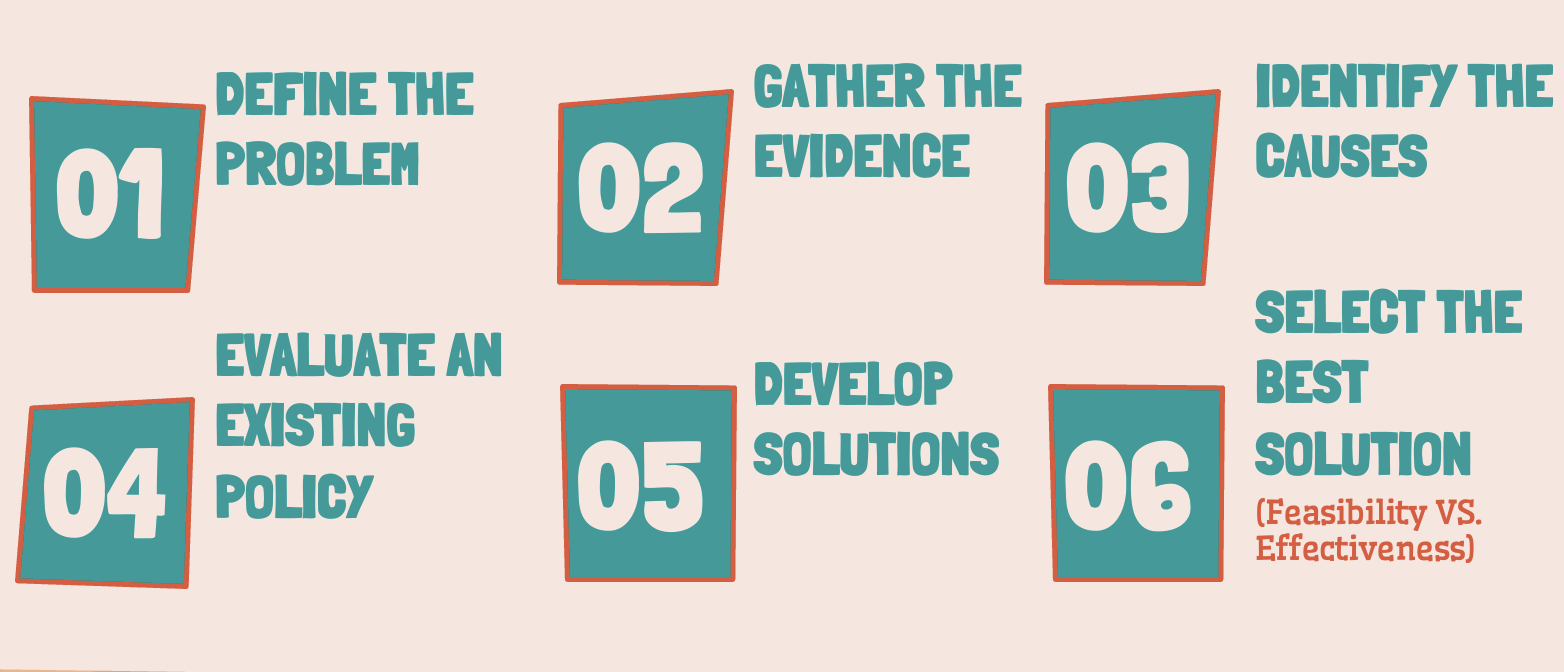 01
DEFINE THE
PROBLEM
02
GATHER THE
EVIDENCE
03
IDENTIFY THE
CAUSES
04
EVALUATE AN
EXISTING
POLICY
05
DEVELOP
SOLUTIONS
06
SELECT THE
BEST
SOLUTION
(Feasibility VS.
Effectiveness)